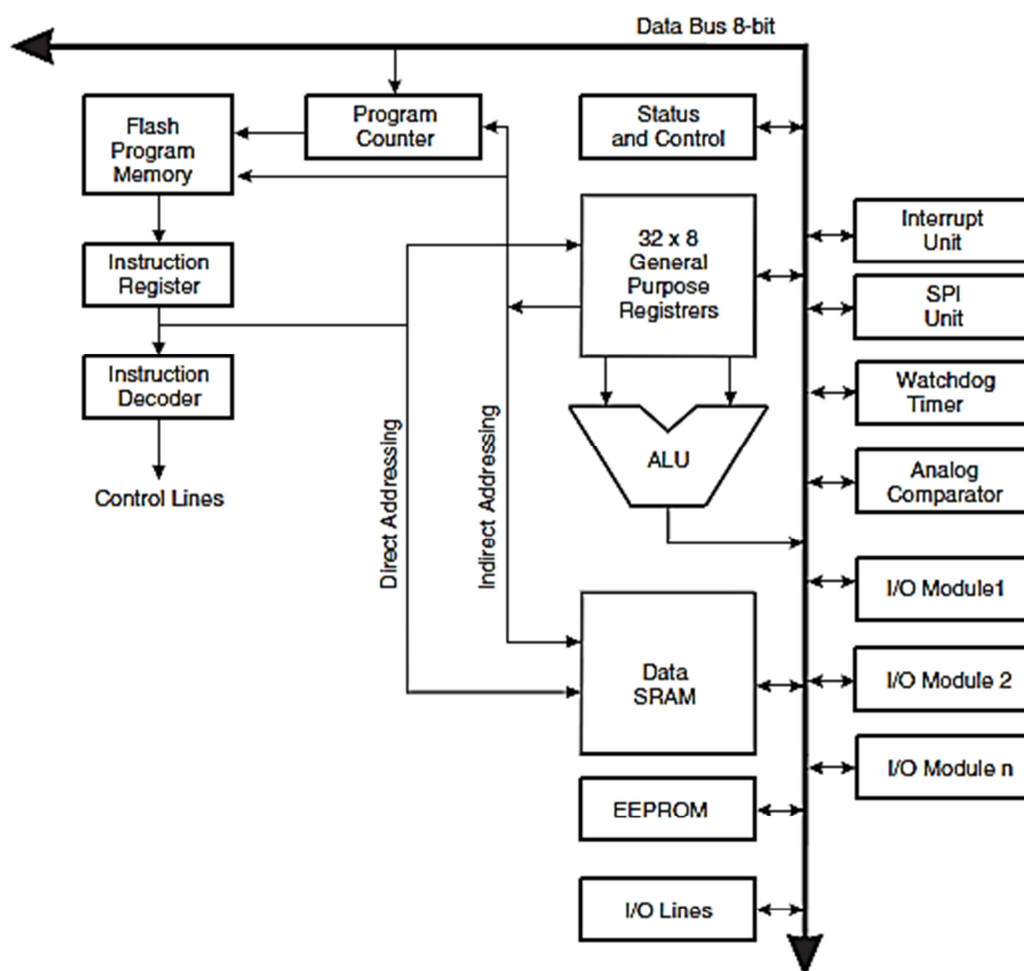 Data Bus 8-bit
Flash
Program
Memory
Program
Counter
Status
and Control
Interrupt
Unit
32 x 8
General
Purpose
Registrers
Instruction
Register
SPI
Unit
Instruction
Decoder
Watchdog
Timer
ALU
Analog
Comparator
Control Lines
Direct Addressing
Indirect Addressing
I/O Module1
Data
SRAM
I/O Module 2
I/O Module n
EEPROM
I/O Lines